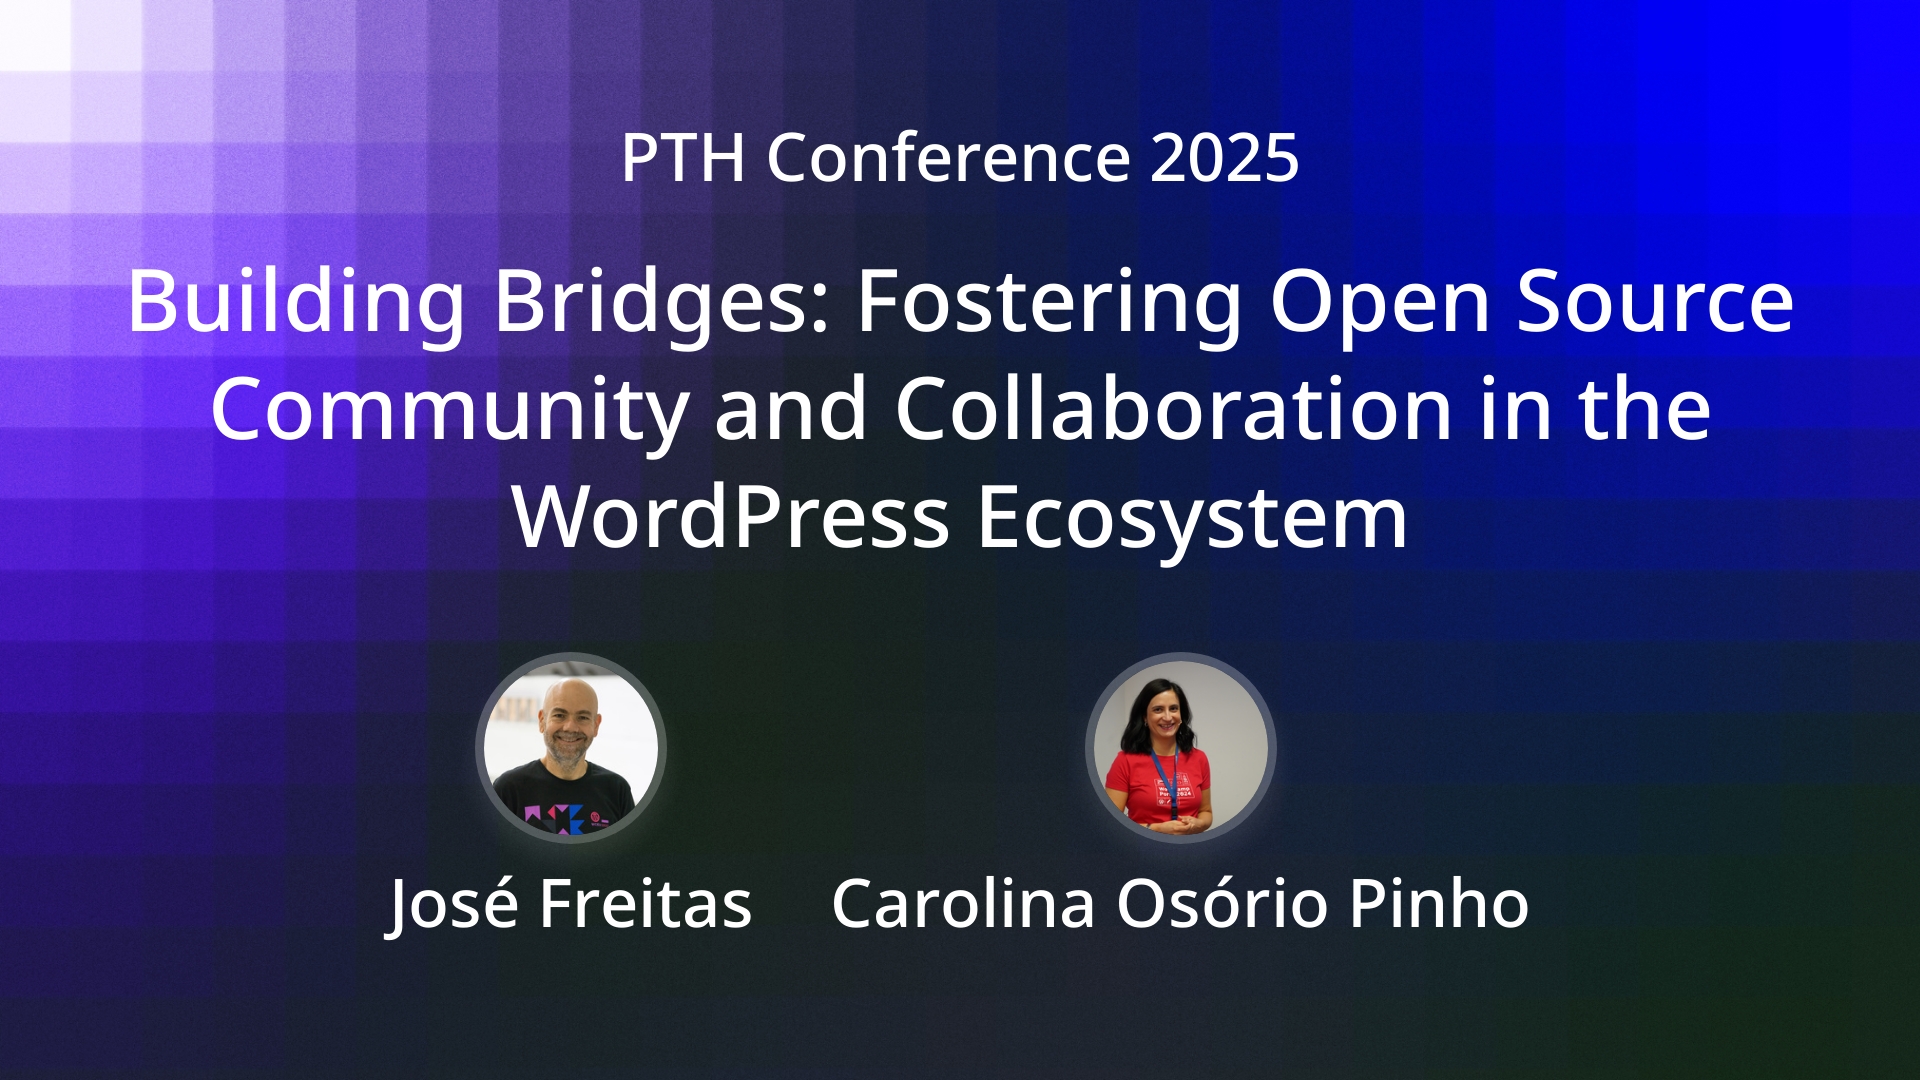 PTH Conference 2025
Building Bridges: Fostering Open Source
Community and Collaboration in the
WordPress Ecosystem
José Freitas
Carolina Osório Pinho